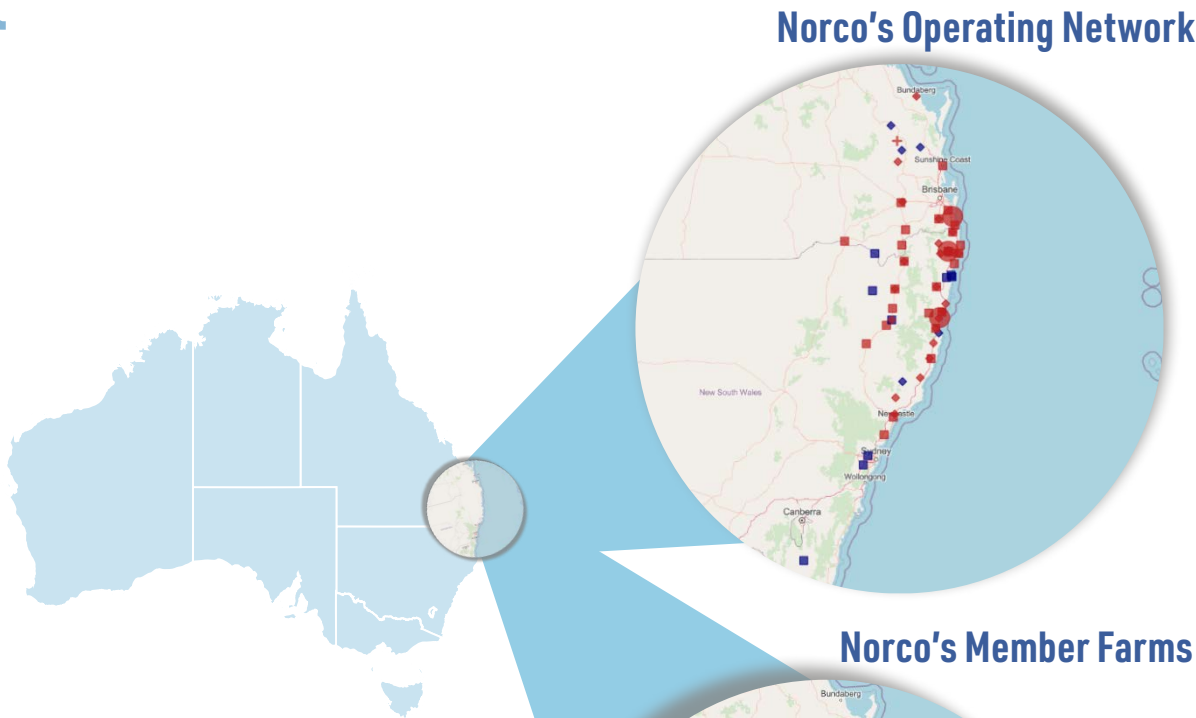 Norco's Operating Network
Bundaberg
Sunshine Coast
Brisbane
New South Wales
Newcastle
Sydney
Wollongong
Canberra
Norco's Member Farms
Bundaberg